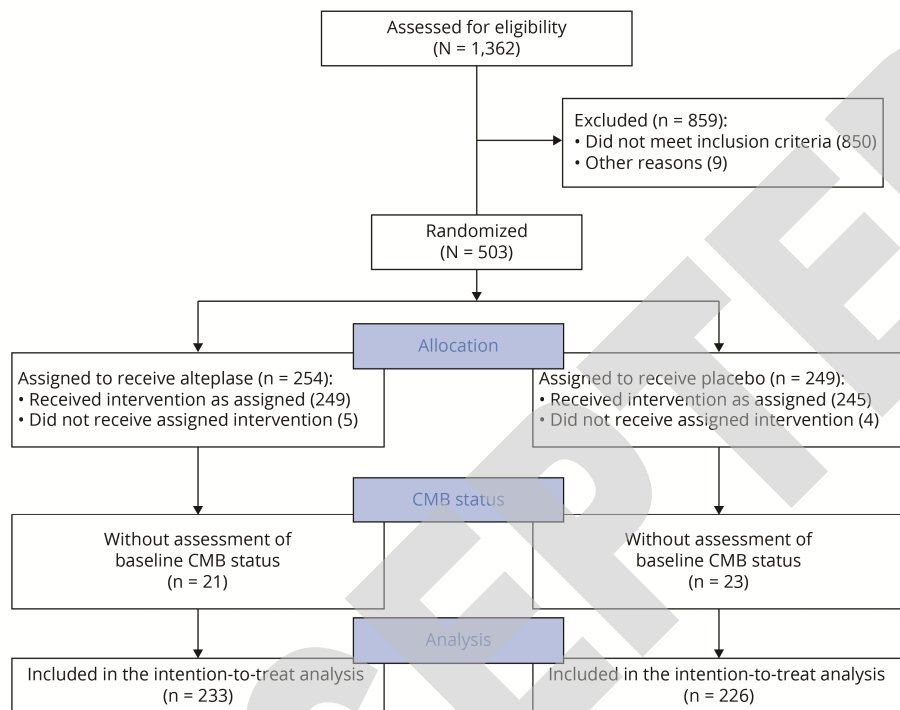 Assessed for eligibility
(N = 1,362)
Excluded (n = 859):
• Did not meet inclusion criteria (850)
• Other reasons (9)
Randomized
(N = 503)
Allocation
Assigned to receive alteplase (n = 254):
• Received intervention as assigned (249)
• Did not receive assigned intervention (5)
Assigned to receive placebo (n = 249):
• Received intervention as assigned (245)
• Did not receive assigned intervention (4)
CMB status
Without assessment of
baseline CMB status
(n = 21)
Without assessment of
baseline CMB status
(n = 23)
Analysis
Included in the intention-to-treat analysis
(n = 233)
Included in the intention-to-treat analysis
(n = 226)